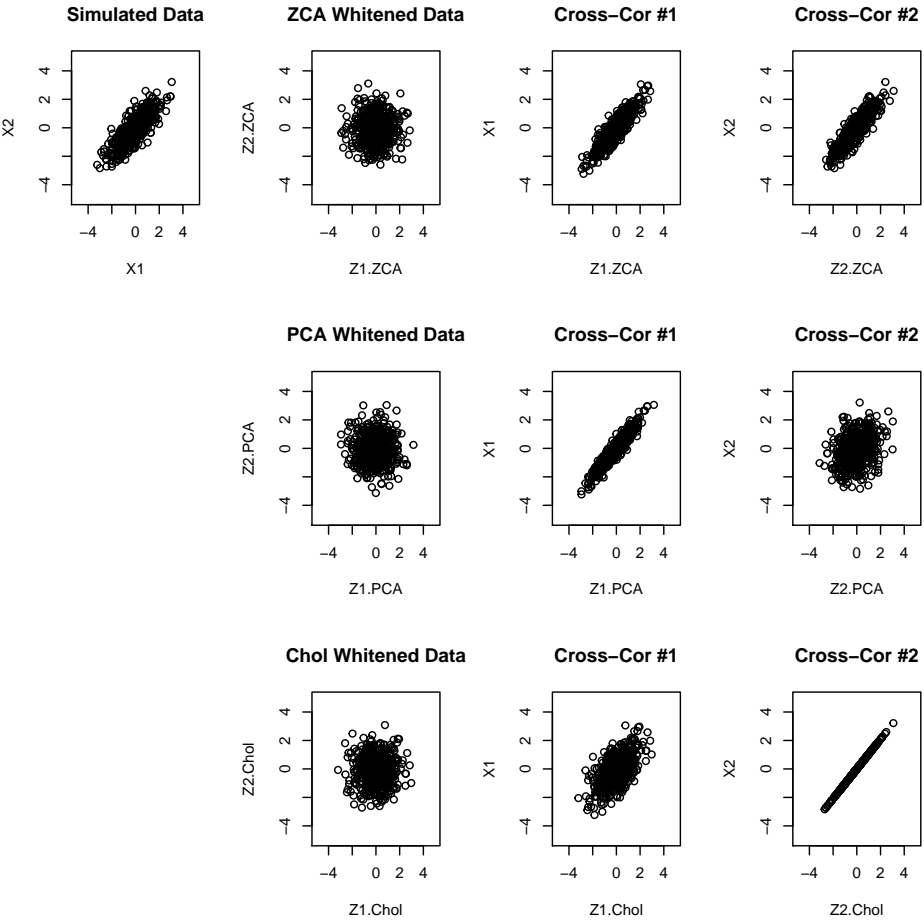 Simulated Data
ZCA Whitened Data
Cross−Cor #1
Cross−Cor #2
X2
4
2
0
−4
−4 0 2 4
X1
Z2.ZCA
4
2
0
−4
−4 0 2 4
Z1.ZCA
X1
4
2
0
−4
−4 0 2 4
Z1.ZCA
X2
4
2
0
−4
−4 0 2 4
Z2.ZCA
PCA Whitened Data
Cross−Cor #1
Cross−Cor #2
Z2.PCA
4
2
0
−4
−4 0 2 4
Z1.PCA
X1
4
2
0
−4
−4 0 2 4
Z1.PCA
X2
4
2
0
−4
−4 0 2 4
Z2.PCA
Chol Whitened Data
Cross−Cor #1
Cross−Cor #2
Z2.Chol
4
2
0
−4
−4 0 2 4
Z1.Chol
X1
4
2
0
−4
−4 0 2 4
Z1.Chol
X2
4
2
0
−4
−4 0 2 4
Z2.Chol